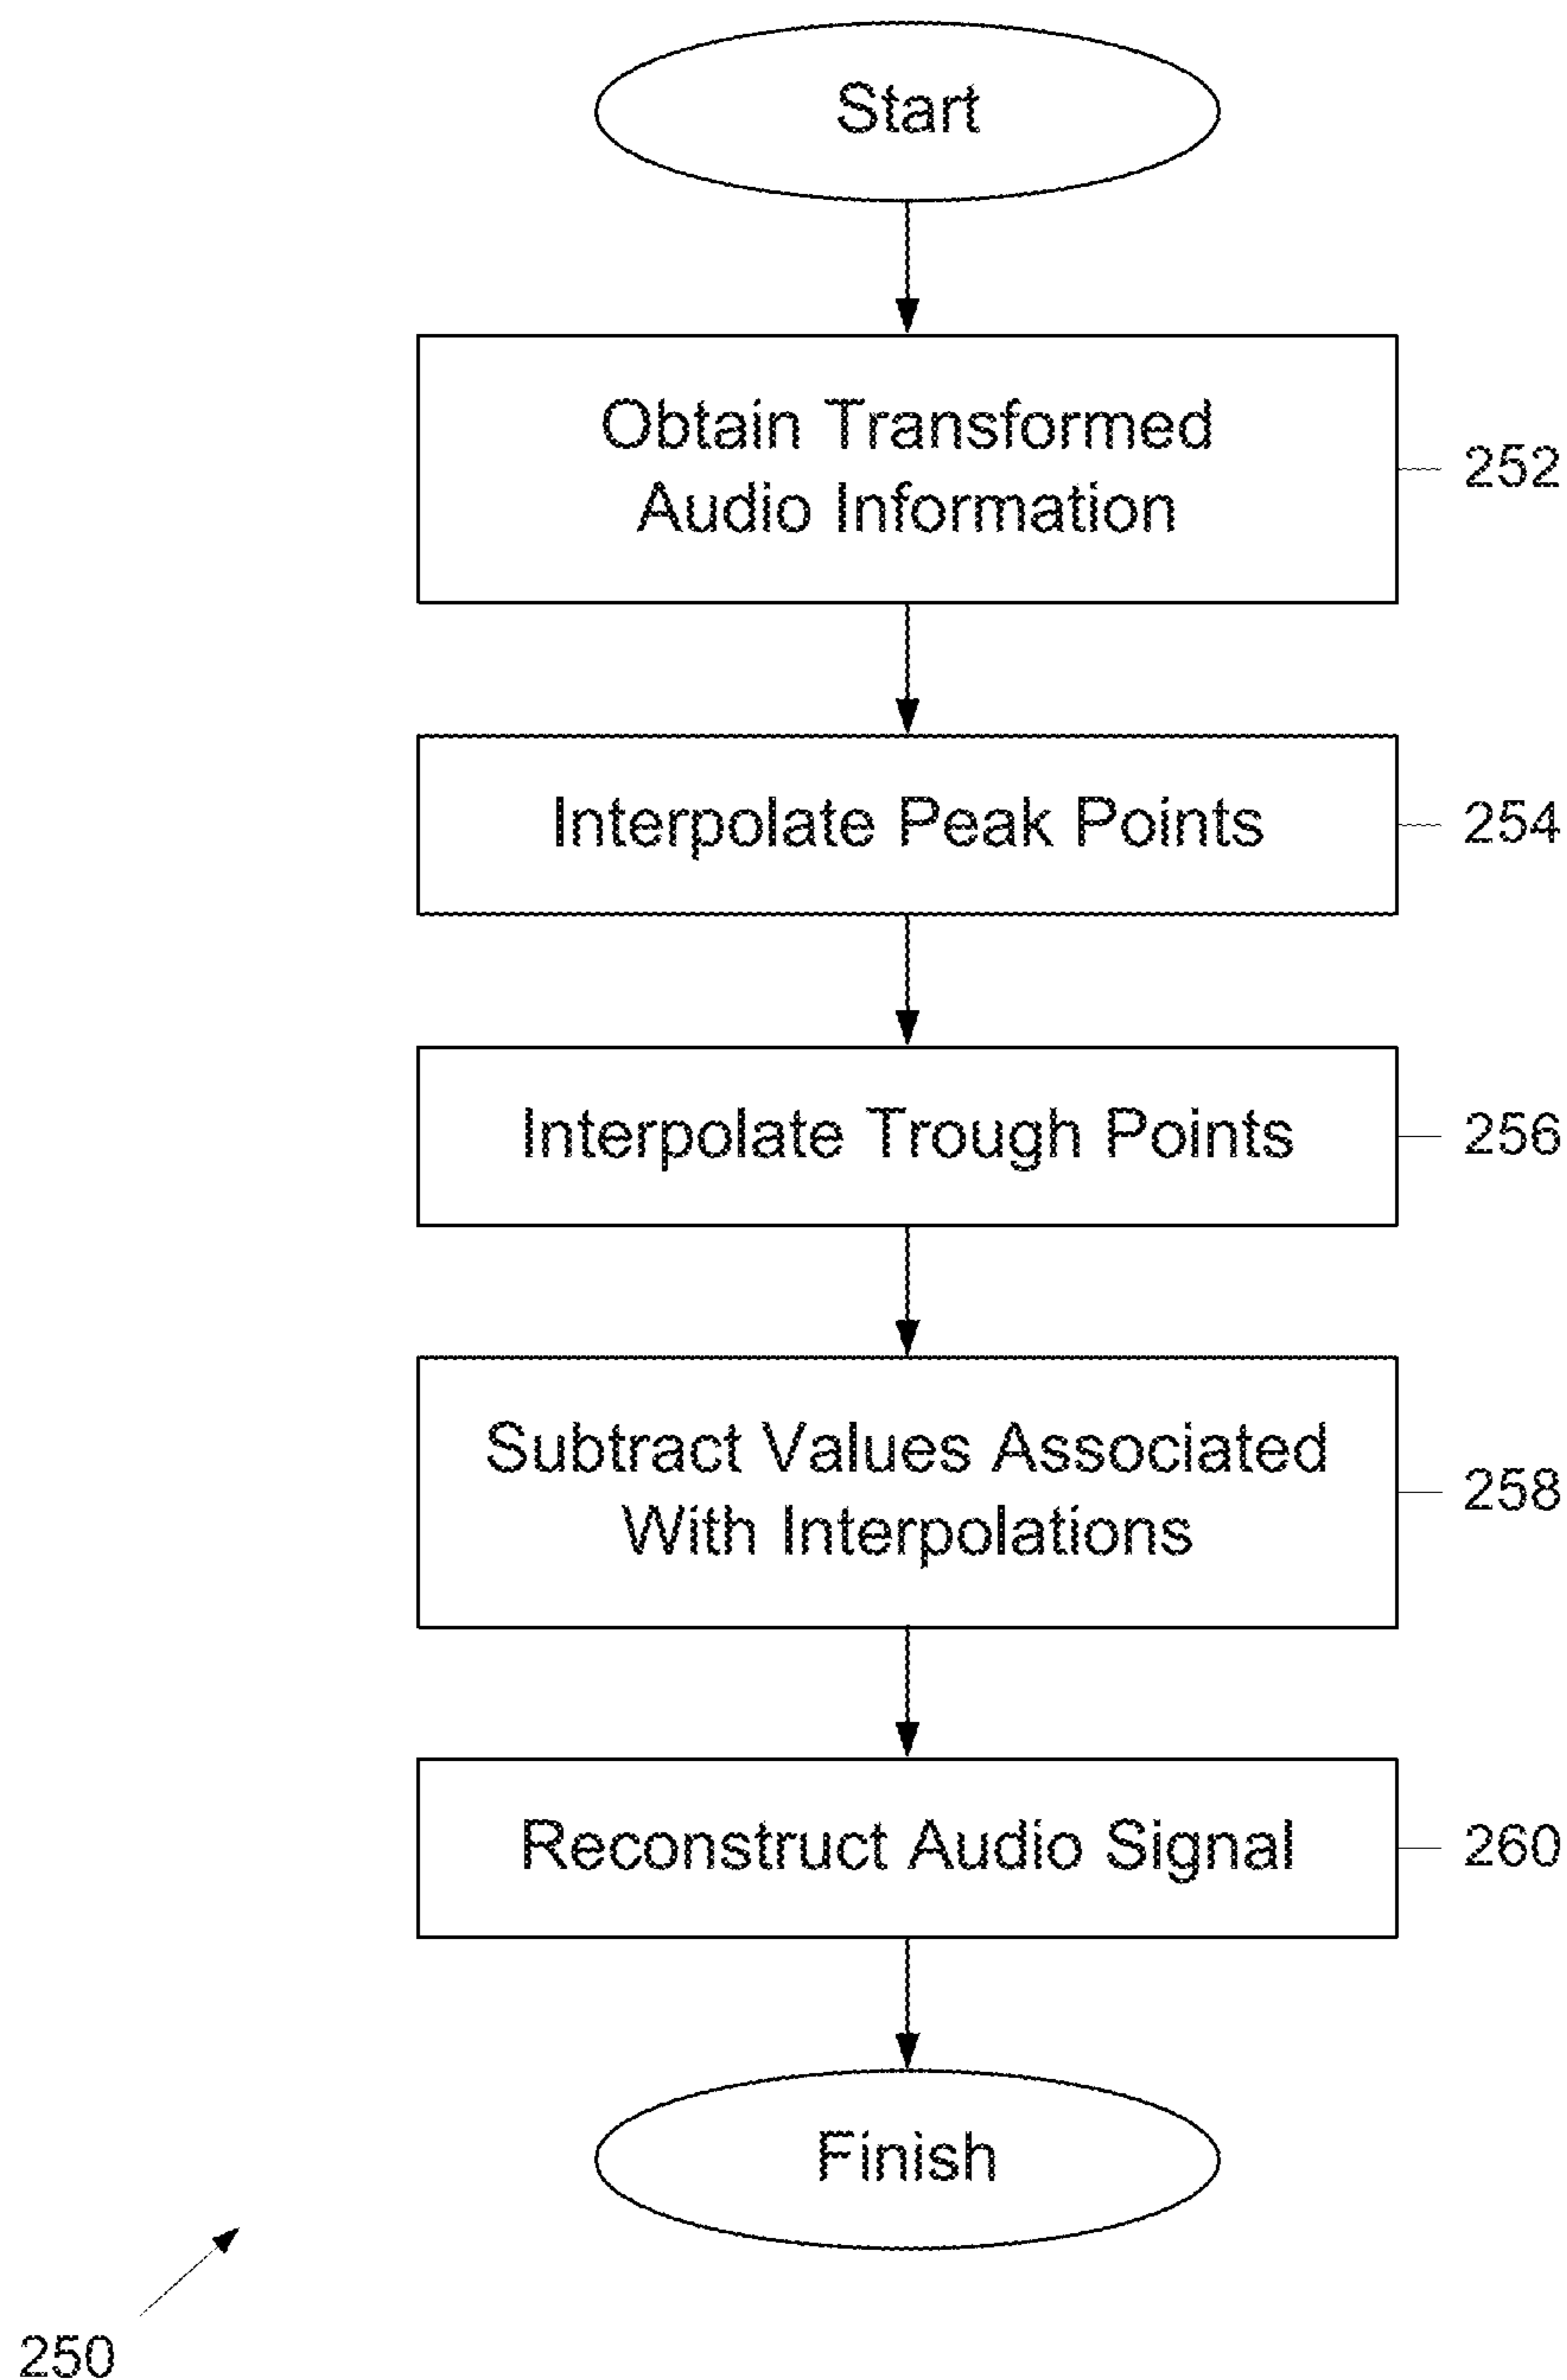 Start
Obtain Transformed
Audio Information
252
Interpolate Peak Points
254
Interpolate Trough Points
256
Subtract Values Associated
With Interpolations
258
Reconstruct Audio Signal
260
Finish
250